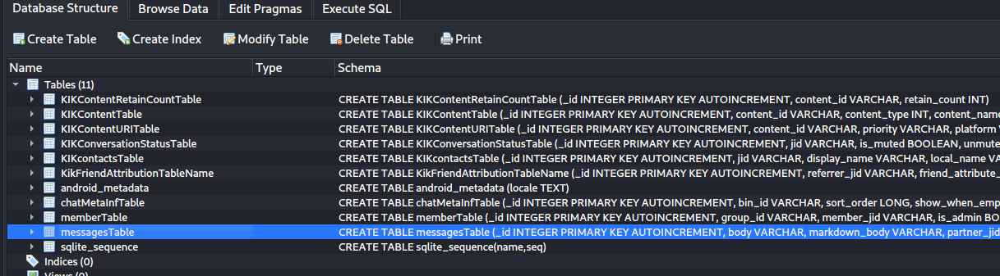 Database Structure Browse Data Edit Pragmas Execute SQL
Create Table Create Index Modify Table Delete Table Print
Name Type Schema
Tables (11)
KIKContentRetainCountTable CREATE TABLE KIKContentRetainCountTable (_id INTEGER PRIMARY KEY AUTOINCREMENT, content_id VARCHAR, retain_count INT)
KIKContentTable CREATE TABLE KIKContentTable (_id INTEGER PRIMARY KEY AUTOINCREMENT, content_id VARCHAR, content_type INT, content_name
KIKContentURITable CREATE TABLE KIKContentURITable (_id INTEGER PRIMARY KEY AUTOINCREMENT, content_id VARCHAR, priority VARCHAR, platform
KIKConversationStatusTable CREATE TABLE KIKConversationStatusTable (_id INTEGER PRIMARY KEY AUTOINCREMENT, jid VARCHAR, is_muted BOOLEAN, unmute
KIKcontactsTable CREATE TABLE KIKcontactsTable (_id INTEGER PRIMARY KEY AUTOINCREMENT, jid VARCHAR, display_name VARCHAR, local_name VA
KikFriendAttributionTableName CREATE TABLE KikFriendAttributionTableName (_id INTEGER PRIMARY KEY AUTOINCREMENT, referrer_jid VARCHAR, friend_attribute_
android_metadata CREATE TABLE android_metadata (locale TEXT)
chatMetaInfTable CREATE TABLE chatMetaInfTable (_id INTEGER PRIMARY KEY AUTOINCREMENT, bin_id VARCHAR, sort_order LONG, show_when_emp
memberTable CREATE TABLE memberTable (_id INTEGER PRIMARY KEY AUTOINCREMENT, group_id VARCHAR, member_jid VARCHAR, is_admin BO
messagesTable CREATE TABLE messagesTable (_id INTEGER PRIMARY KEY AUTOINCREMENT, body VARCHAR, markdown_body VARCHAR, partner_jid
sqlite_sequence CREATE TABLE sqlite_sequence(name,seq)
Indices (0)
Views (0)